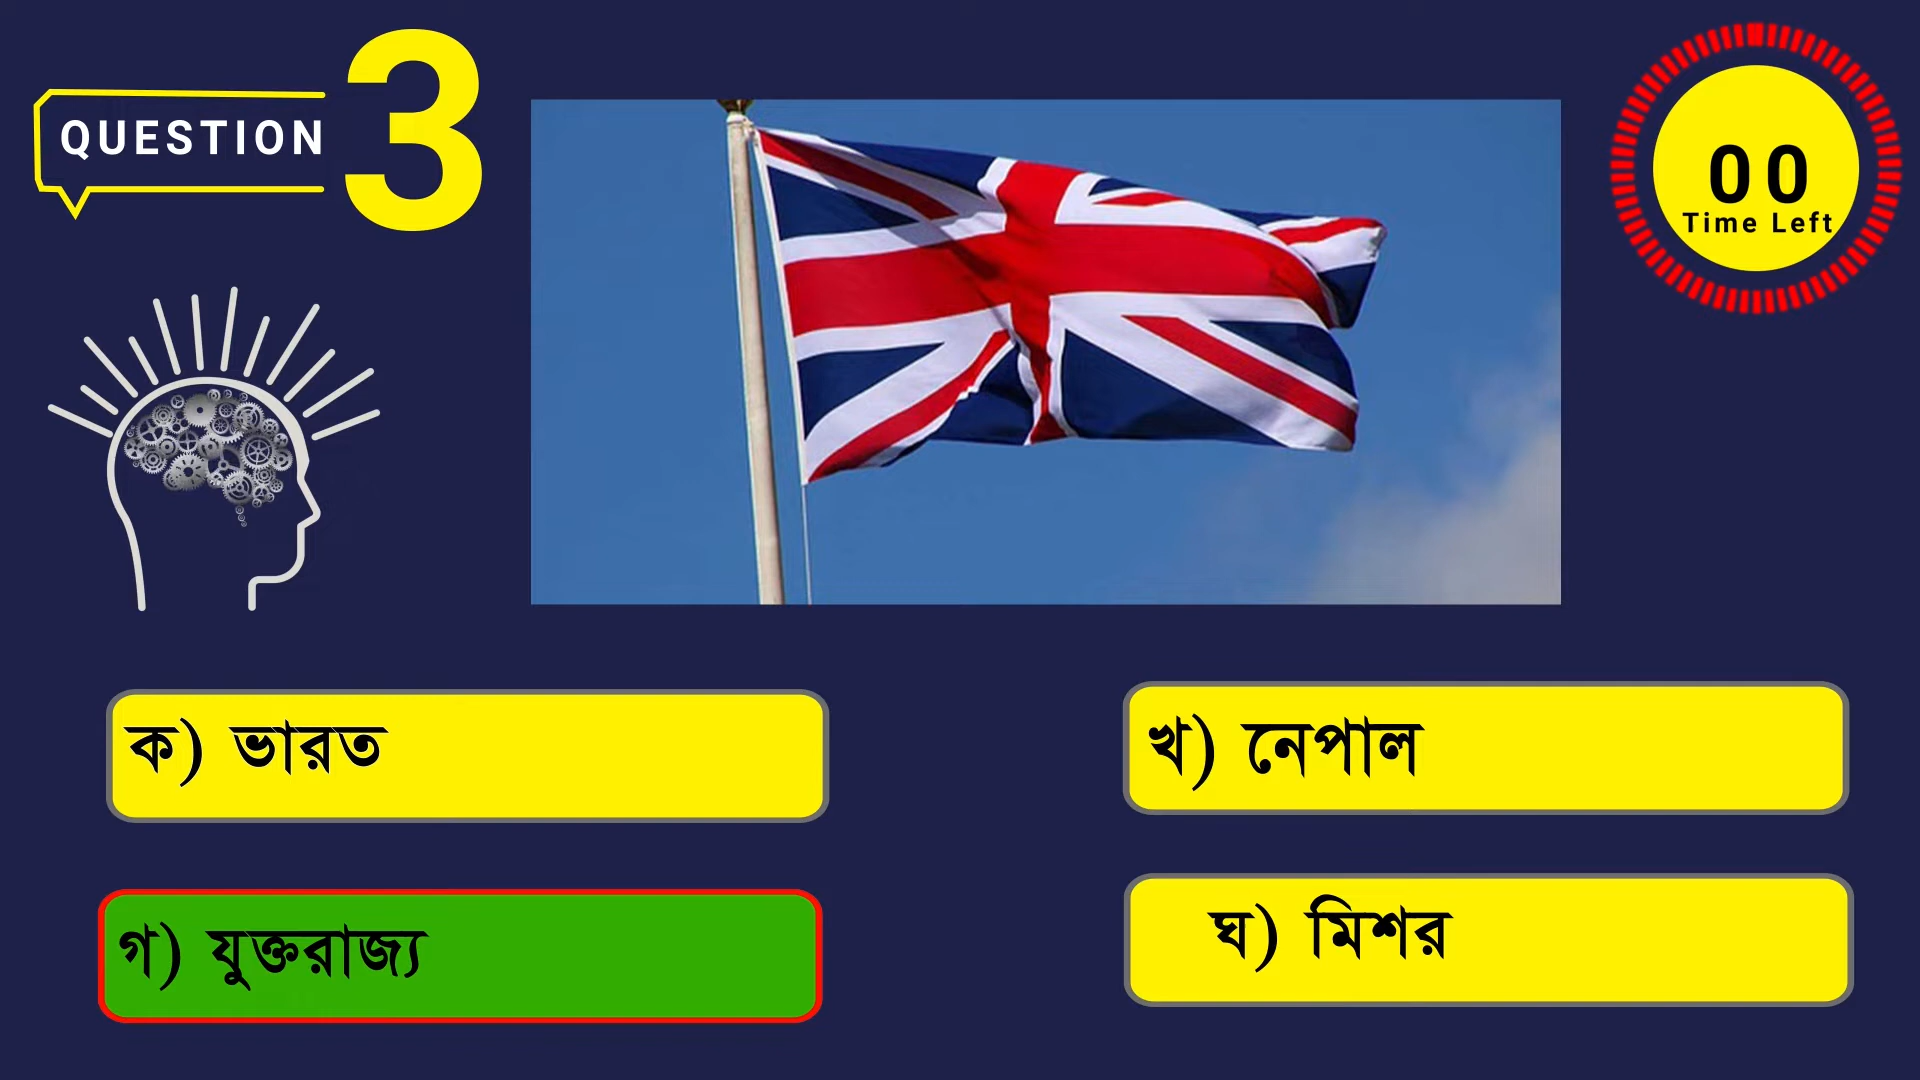 QUESTION 3
00
Time Left
ক) ভারত
খ) নেপাল
গ) যুক্তরাজ্য
ঘ) মিশর